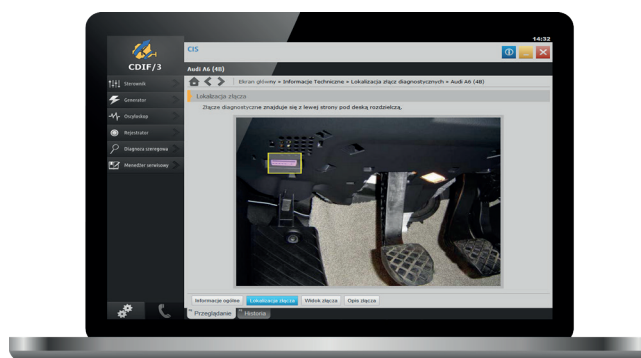 14:32
CIS
CDIF/3
Audi A6 (4B)
Ekran główny » Informacje Techniczne » Lokalizacja złącz diagnostycznych » Audi A6 (4B)
Sterownik
Lokalizacja złącza
Generator
Złącze diagnostyczne znajduje się z lewej strony pod deską rozdzielczą,
Oscyloskop
Rejestrator
Diagnoza szeregowa
Menedżer serwisowy
Informacje ogólne Lokalizacja złącza Widok złącza Opis złącza
Przeglądanie Historia